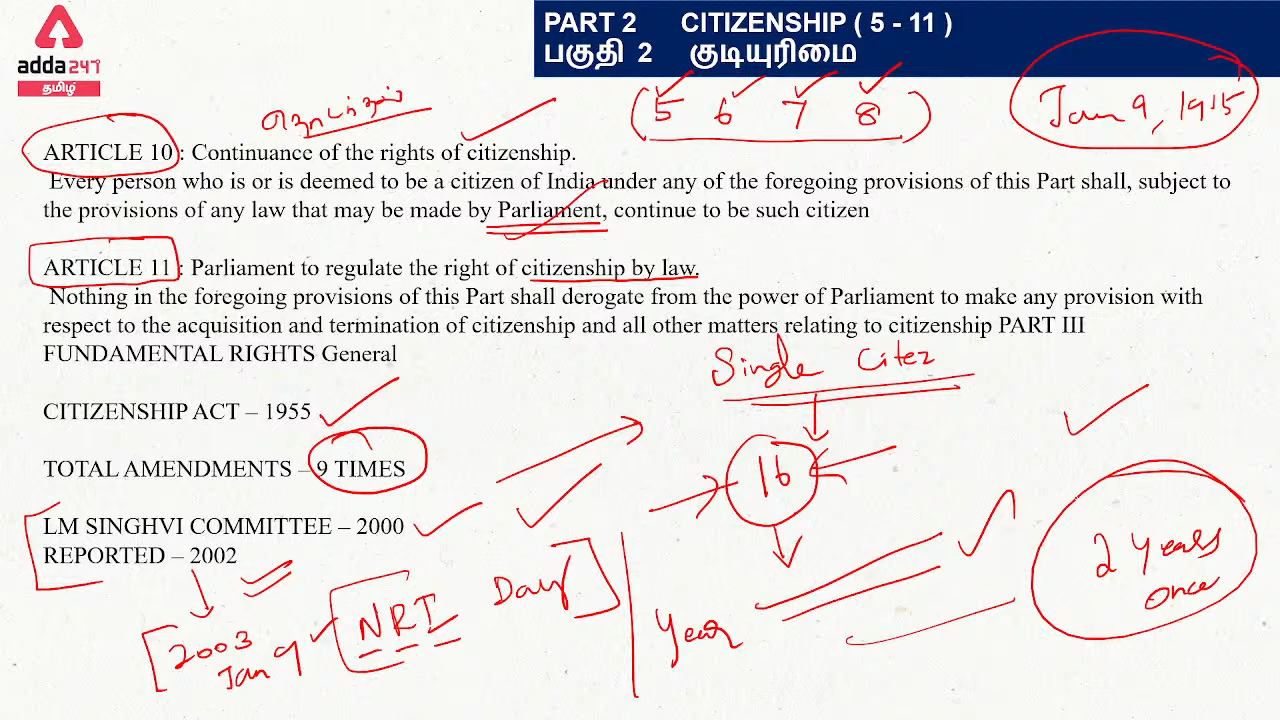 PART 2 CITIZENSHIP ( 5 - 11 )
பகுதி 2 குடியுரிமை
adda247
தமிழ்
5 6 7 8
Jan 9, 1915
ARTICLE 10 : Continuance of the rights of citizenship.
Every person who is or is deemed to be a citizen of India under any of the foregoing provisions of this Part shall, subject to
the provisions of any law that may be made by Parliament, continue to be such citizen
ARTICLE 11 : Parliament to regulate the right of citizenship by law.
Nothing in the foregoing provisions of this Part shall derogate from the power of Parliament to make any provision with
respect to the acquisition and termination of citizenship and all other matters relating to citizenship PART III
FUNDAMENTAL RIGHTS General
Single Citez
CITIZENSHIP ACT – 1955
TOTAL AMENDMENTS – 9 TIMES
16
LM SINGHVI COMMITTEE – 2000
REPORTED – 2002
2 years
once
2003
Jan 9
NRI Day
Year